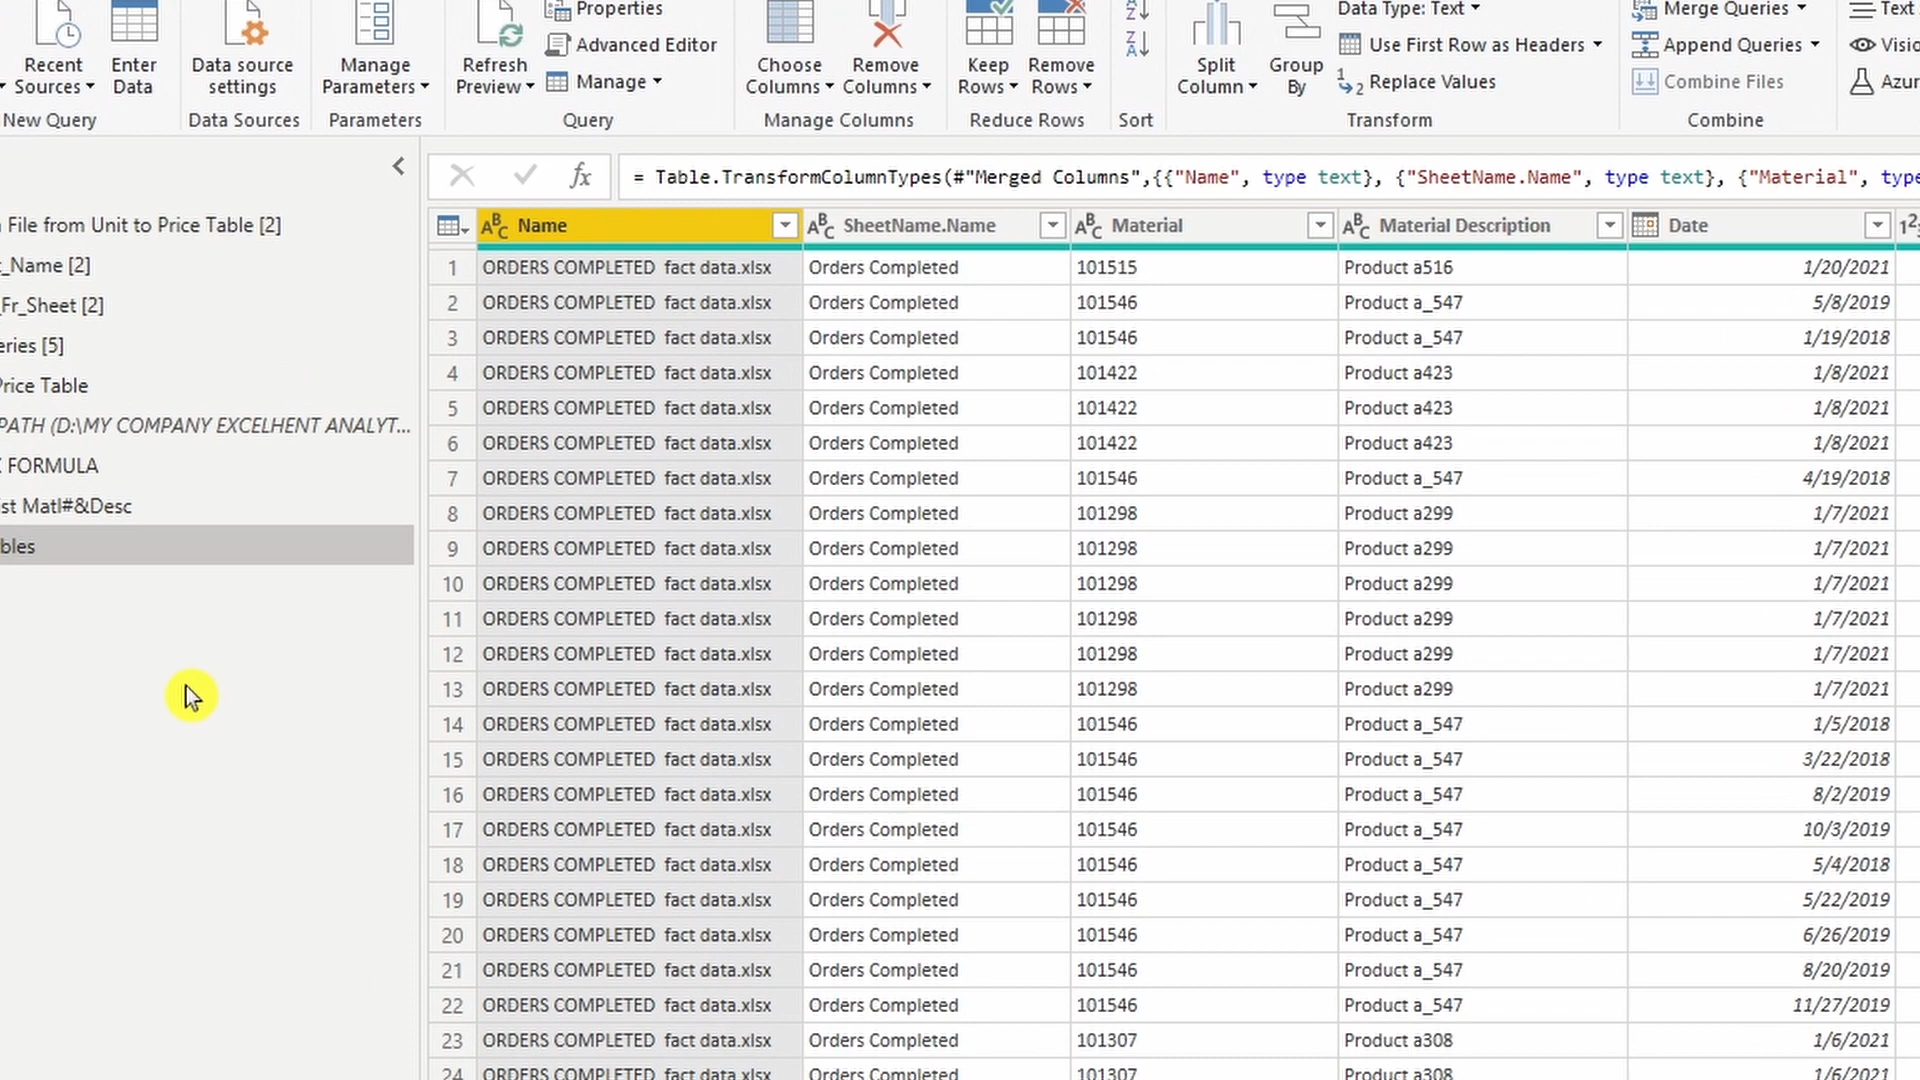 Properties
Data Type: Text
Merge Queries
Text
Advanced Editor
Use First Row as Headers
Append Queries
Recent Sources
Enter Data
Data source settings
Manage Parameters
Refresh Preview
Manage
Choose Columns
Remove Columns
Keep Rows
Remove Rows
Split Column
Group By
Replace Values
Combine Files
New Query
Data Sources
Parameters
Query
Manage Columns
Reduce Rows
Sort
Transform
Combine
fx
= Table.TransformColumnTypes(#"Merged Columns",{{"Name", type text}, {"SheetName.Name", type text}, {"Material", type
File from Unit to Price Table [2]
_Name [2]
_Fr_Sheet [2]
eries [5]
Price Table
PATH (D:\MY COMPANY EXCELHENT ANALYT...
FORMULA
st Matl#&Desc
bles
Name SheetName.Name Material Material Description Date
1 ORDERS COMPLETED  fact data.xlsx Orders Completed 101515 Product a516 1/20/2021
2 ORDERS COMPLETED  fact data.xlsx Orders Completed 101546 Product a_547 5/8/2019
3 ORDERS COMPLETED  fact data.xlsx Orders Completed 101546 Product a_547 1/19/2018
4 ORDERS COMPLETED  fact data.xlsx Orders Completed 101422 Product a423 1/8/2021
5 ORDERS COMPLETED  fact data.xlsx Orders Completed 101422 Product a423 1/8/2021
6 ORDERS COMPLETED  fact data.xlsx Orders Completed 101422 Product a423 1/8/2021
7 ORDERS COMPLETED  fact data.xlsx Orders Completed 101546 Product a_547 4/19/2018
8 ORDERS COMPLETED  fact data.xlsx Orders Completed 101298 Product a299 1/7/2021
9 ORDERS COMPLETED  fact data.xlsx Orders Completed 101298 Product a299 1/7/2021
10 ORDERS COMPLETED  fact data.xlsx Orders Completed 101298 Product a299 1/7/2021
11 ORDERS COMPLETED  fact data.xlsx Orders Completed 101298 Product a299 1/7/2021
12 ORDERS COMPLETED  fact data.xlsx Orders Completed 101298 Product a299 1/7/2021
13 ORDERS COMPLETED  fact data.xlsx Orders Completed 101298 Product a299 1/7/2021
14 ORDERS COMPLETED  fact data.xlsx Orders Completed 101546 Product a_547 1/5/2018
15 ORDERS COMPLETED  fact data.xlsx Orders Completed 101546 Product a_547 3/22/2018
16 ORDERS COMPLETED  fact data.xlsx Orders Completed 101546 Product a_547 8/2/2019
17 ORDERS COMPLETED  fact data.xlsx Orders Completed 101546 Product a_547 10/3/2019
18 ORDERS COMPLETED  fact data.xlsx Orders Completed 101546 Product a_547 5/4/2018
19 ORDERS COMPLETED  fact data.xlsx Orders Completed 101546 Product a_547 5/22/2019
20 ORDERS COMPLETED  fact data.xlsx Orders Completed 101546 Product a_547 6/26/2019
21 ORDERS COMPLETED  fact data.xlsx Orders Completed 101546 Product a_547 8/20/2019
22 ORDERS COMPLETED  fact data.xlsx Orders Completed 101546 Product a_547 11/27/2019
23 ORDERS COMPLETED  fact data.xlsx Orders Completed 101307 Product a308 1/6/2021
24 ORDERS COMPLETED  fact data.xlsx Orders Completed 101307 Product a308 1/6/2021